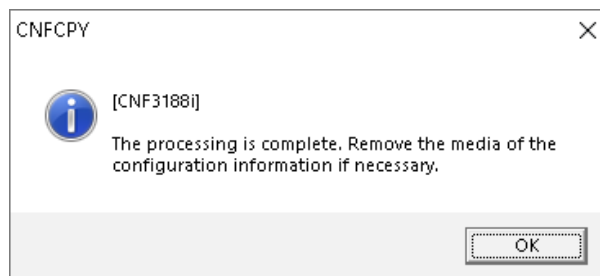 CNFCPY
[CNF3188i]
The processing is complete. Remove the media of the
configuration information if necessary.
OK